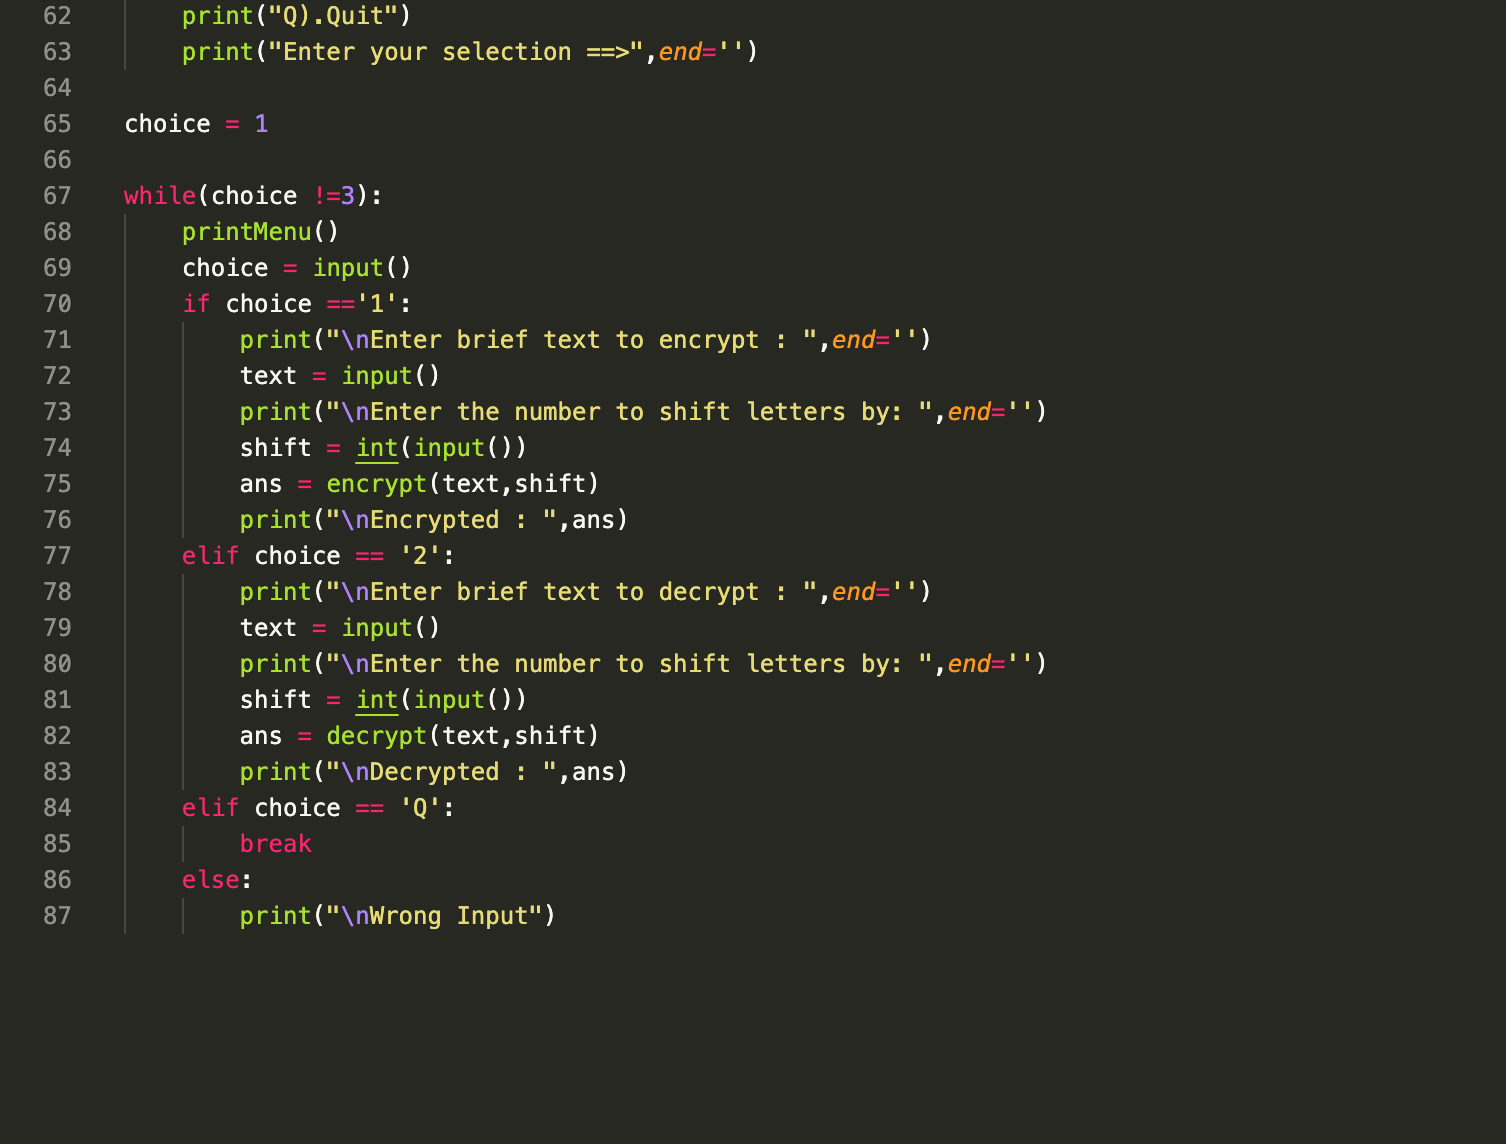 62 print("Q).Quit")
63 print("Enter your selection ==>",end='')
64
65 choice = 1
66
67 while(choice !=3):
68 printMenu()
69 choice = input()
70 if choice =='1':
71 print("\nEnter brief text to encrypt : ",end='')
72 text = input()
73 print("\nEnter the number to shift letters by: ",end='')
74 shift = int(input())
75 ans = encrypt(text,shift)
76 print("\nEncrypted : ",ans)
77 elif choice == '2':
78 print("\nEnter brief text to decrypt : ",end='')
79 text = input()
80 print("\nEnter the number to shift letters by: ",end='')
81 shift = int(input())
82 ans = decrypt(text,shift)
83 print("\nDecrypted : ",ans)
84 elif choice == 'Q':
85 break
86 else:
87 print("\nWrong Input")